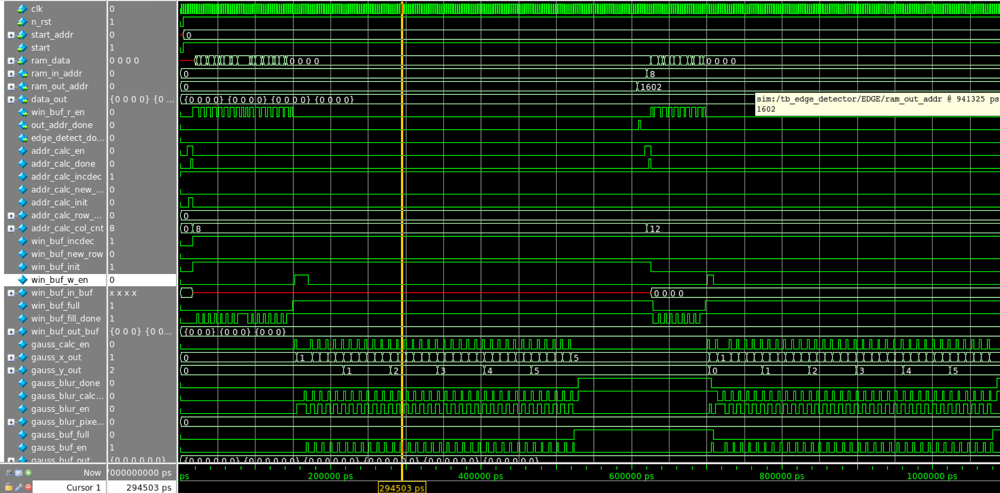 clk 0
n_rst 1
start_addr 0 0
start 1
ram_data 0 0 0 0 0 0 0 0 0 0 0 0
ram_in_addr 0 0 8
ram_out_addr 0 0 1602
data_out {0 0 0 0} {0 ... {0 0 0 0} {0 0 0 0} {0 0 0 0} {0 0 0 0}
sim:/tb_edge_detector/EDGE/ram_out_addr @ 941325 ps
1602
win_buf_r_en 0
out_addr_done 0
edge_detect_do... 0
addr_calc_en 0
addr_calc_done 0
addr_calc_incdec 1
addr_calc_new_... 0
addr_calc_init 0
addr_calc_row_... 0 0
addr_calc_col_cnt 8 0 8 12
win_buf_incdec 1
win_buf_new_row 0
win_buf_init 1
win_buf_w_en 0
win_buf_in_buf x x x x 0 0 0 0
win_buf_full 1
win_buf_fill_done 1
win_buf_out_buf {0 0 0} {0 0... {0 0 0} {0 0 0} {0 0 0}
gauss_calc_en 0
gauss_x_out 1 0 1 5 1
gauss_y_out 2 0 1 2 3 4 5 0 1 2 3 4 5
gauss_blur_done 0
gauss_blur_calc... 0
gauss_blur_en 0
gauss_blur_pixe... 0 0
gauss_buf_full 0
gauss_buf_en 1
gauss_buf_out {0 0 0 0 0 0} {0 0 0 0 0 0} {0 0 0 0 0 0} {0 0 0 0 0 0} {0 0 0 0 0 0} {0 0 0 0 0 0} {0 0 0 0 0 0}
Now 000000000 ps ps 200000 ps 400000 ps 600000 ps 800000 ps 1000000 ps
Cursor 1 294503 ps 294503 ps